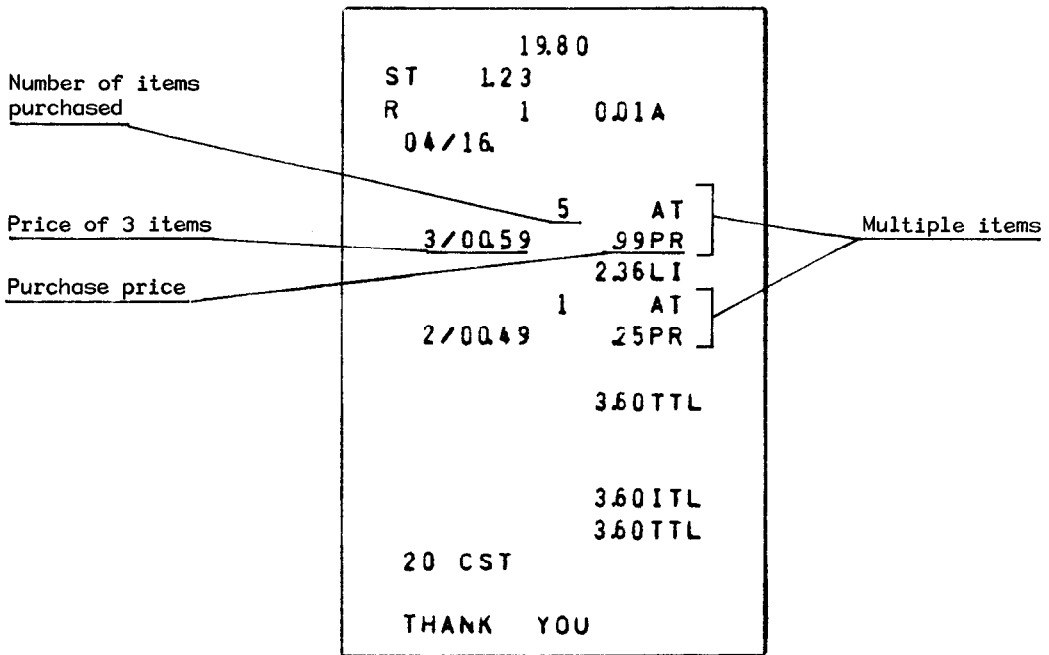 Number of items
purchased
Price of 3 items
Purchase price
19.80
ST 1.23
R 1 0.01A
04/16.
5 AT
3/00.59 .99PR
2.36LI
1 AT
2/00.49 .25PR
3.60TTL
3.60ITL
3.60TTL
20 CST
THANK YOU
Multiple items